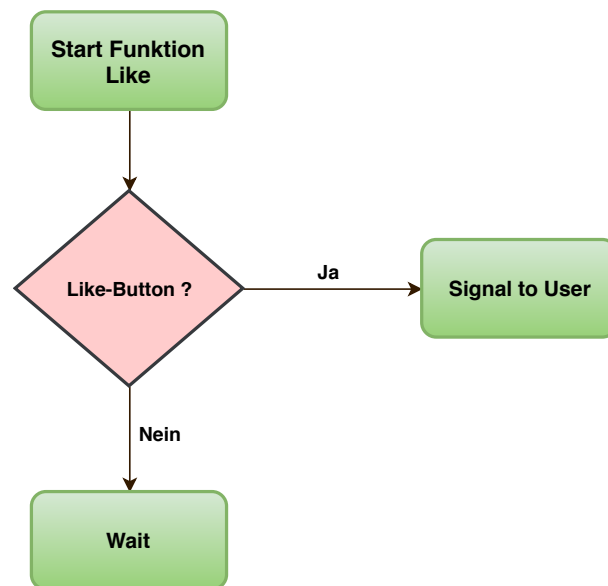 Start Funktion
Like
Like-Button ?
Ja
Signal to User
Nein
Wait